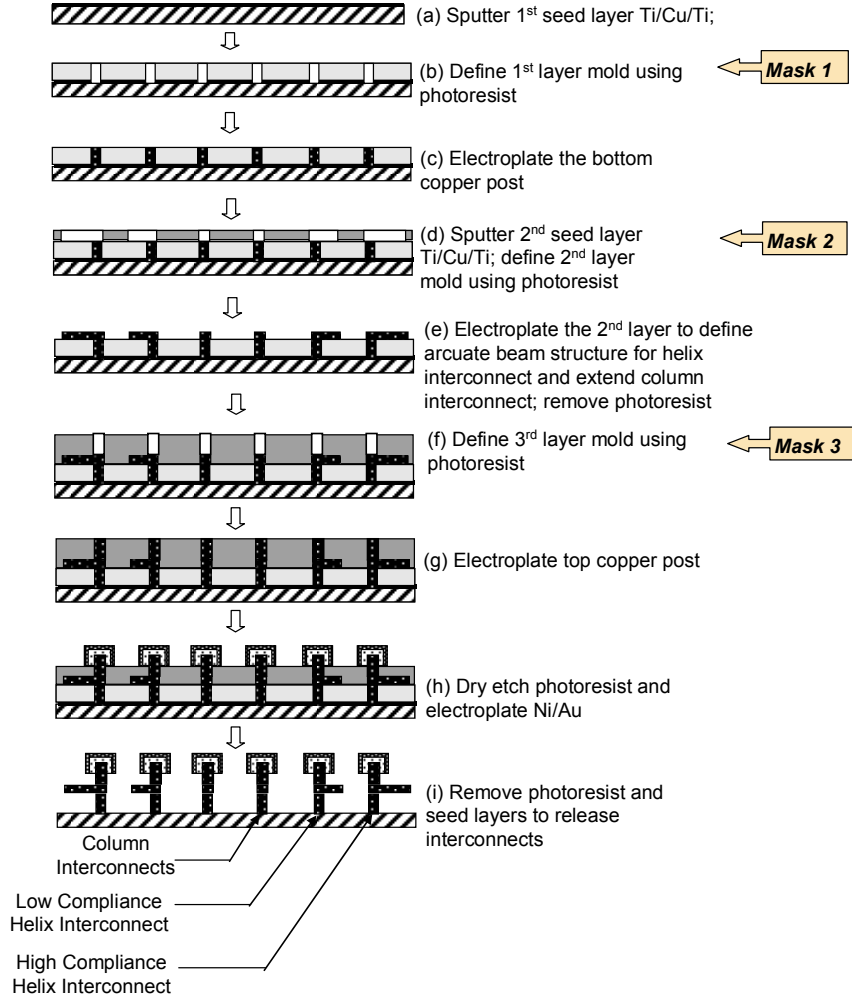 (a) Sputter 1st seed layer Ti/Cu/Ti;
(b) Define 1st layer mold using
photoresist
Mask 1
(c) Electroplate the bottom
copper post
(d) Sputter 2nd seed layer
Ti/Cu/Ti; define 2nd layer
mold using photoresist
Mask 2
(e) Electroplate the 2nd layer to define
arcuate beam structure for helix
interconnect and extend column
interconnect; remove photoresist
(f) Define 3rd layer mold using
photoresist
Mask 3
(g) Electroplate top copper post
(h) Dry etch photoresist and
electroplate Ni/Au
(i) Remove photoresist and
seed layers to release
interconnects
Column
Interconnects
Low Compliance
Helix Interconnect
High Compliance
Helix Interconnect